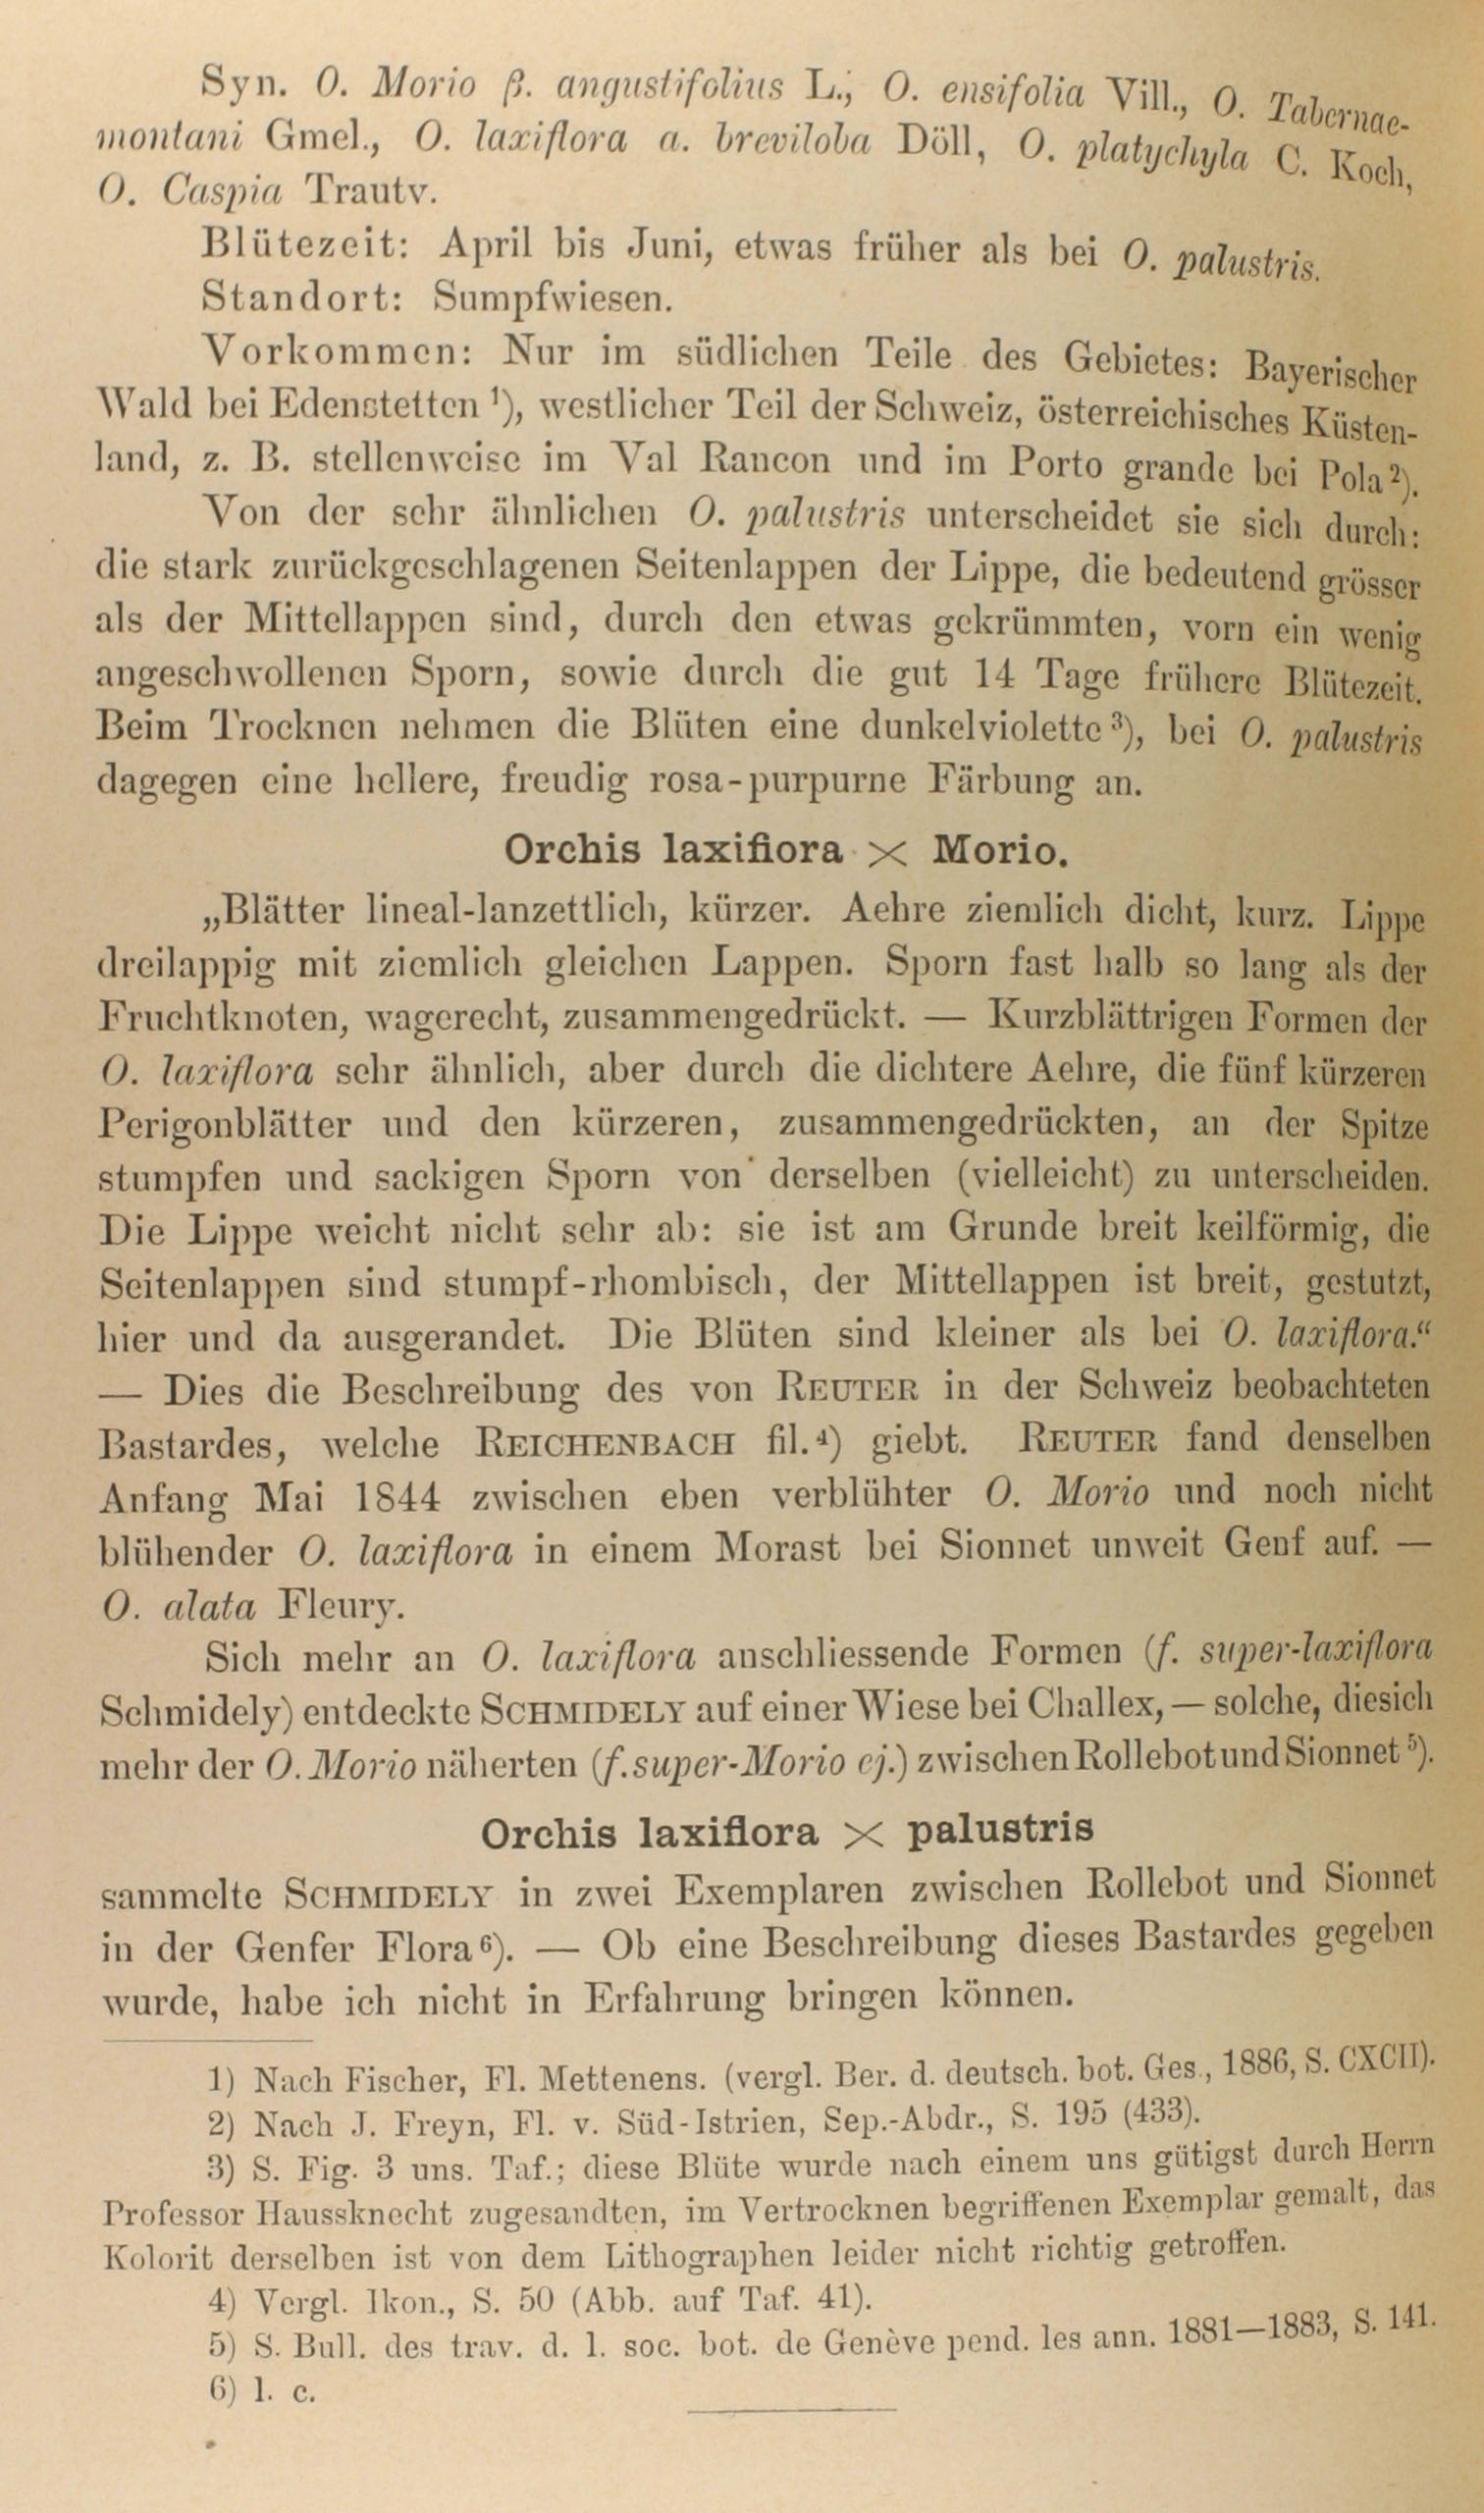 Syn. O. Morio β. angustifolius L., O. ensifolia Vill., O. Tabernae-
montani Gmel., O. laxiflora a. breviloba Döll, O. platychyla C. Koch,
O. Caspia Trautv.
Blütezeit: April bis Juni, etwas früher als bei O. palustris.
Standort: Sumpfwiesen.
Vorkommen: Nur im südlichen Teile des Gebietes: Bayerischer
Wald bei Edenstetten ¹), westlicher Teil der Schweiz, österreichisches Küsten-
land, z. B. stellenweise im Val Rancon und im Porto grande bei Pola ²).
Von der sehr ähnlichen O. palustris unterscheidet sie sich durch:
die stark zurückgeschlagenen Seitenlappen der Lippe, die bedeutend grösser
als der Mittellappen sind, durch den etwas gekrümmten, vorn ein wenig
angeschwollenen Sporn, sowie durch die gut 14 Tage frühere Blütezeit.
Beim Trocknen nehmen die Blüten eine dunkelviolette ³), bei O. palustris
dagegen eine hellere, freudig rosa-purpurne Färbung an.
Orchis laxiflora × Morio.
„Blätter lineal-lanzettlich, kürzer. Aehre ziemlich dicht, kurz. Lippe
dreilappig mit ziemlich gleichen Lappen. Sporn fast halb so lang als der
Fruchtknoten, wagerecht, zusammengedrückt. — Kurzblättrigen Formen der
O. laxiflora sehr ähnlich, aber durch die dichtere Aehre, die fünf kürzeren
Perigonblätter und den kürzeren, zusammengedrückten, an der Spitze
stumpfen und sackigen Sporn von derselben (vielleicht) zu unterscheiden.
Die Lippe weicht nicht sehr ab: sie ist am Grunde breit keilförmig, die
Seitenlappen sind stumpf-rhombisch, der Mittellappen ist breit, gestutzt,
hier und da ausgerandet. Die Blüten sind kleiner als bei O. laxiflora.“
— Dies die Beschreibung des von REUTER in der Schweiz beobachteten
Bastardes, welche REICHENBACH fil. ⁴) giebt. REUTER fand denselben
Anfang Mai 1844 zwischen eben verblühter O. Morio und noch nicht
blühender O. laxiflora in einem Morast bei Sionnet unweit Genf auf. —
O. alata Fleury.
Sich mehr an O. laxiflora anschliessende Formen (f. super-laxiflora
Schmidely) entdeckte SCHMIDELY auf einer Wiese bei Challex, — solche, die sich
mehr der O. Morio näherten (f. super-Morio ej.) zwischen Rollebot und Sionnet ⁵).
Orchis laxiflora × palustris
sammelte SCHMIDELY in zwei Exemplaren zwischen Rollebot und Sionnet
in der Genfer Flora ⁶). — Ob eine Beschreibung dieses Bastardes gegeben
wurde, habe ich nicht in Erfahrung bringen können.
1) Nach Fischer, Fl. Mettenens. (vergl. Ber. d. deutsch. bot. Ges., 1886, S. CXCII).
2) Nach J. Freyn, Fl. v. Süd-Istrien, Sep.-Abdr., S. 195 (433).
3) S. Fig. 3 uns. Taf.; diese Blüte wurde nach einem uns gütigst durch Herrn
Professor Haussknecht zugesandten, im Vertrocknen begriffenen Exemplar gemalt, das
Kolorit derselben ist von dem Lithographen leider nicht richtig getroffen.
4) Vergl. Ikon., S. 50 (Abb. auf Taf. 41).
5) S. Bull. des trav. d. l. soc. bot. de Genève pend. les ann. 1881—1883, S. 141.
6) l. c.